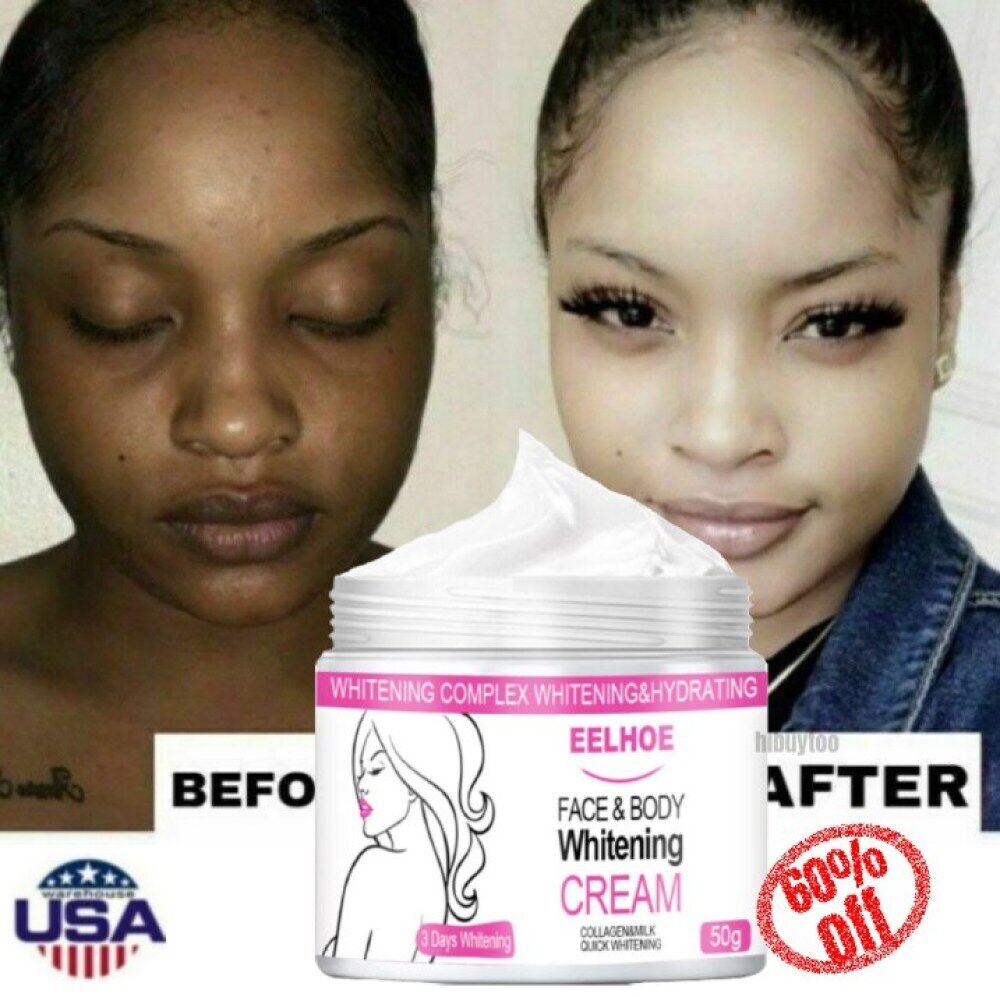 WHITENING COMPLEX WHITENING&HYDRATING
EELHOE
hibuytoo
BEFO
AFTER
FACE & BODY
Whitening
CREAM
3 Days Whitening
COLLAGEN&MILK
QUICK WHITENING
50g
warehouse
USA
60%
off